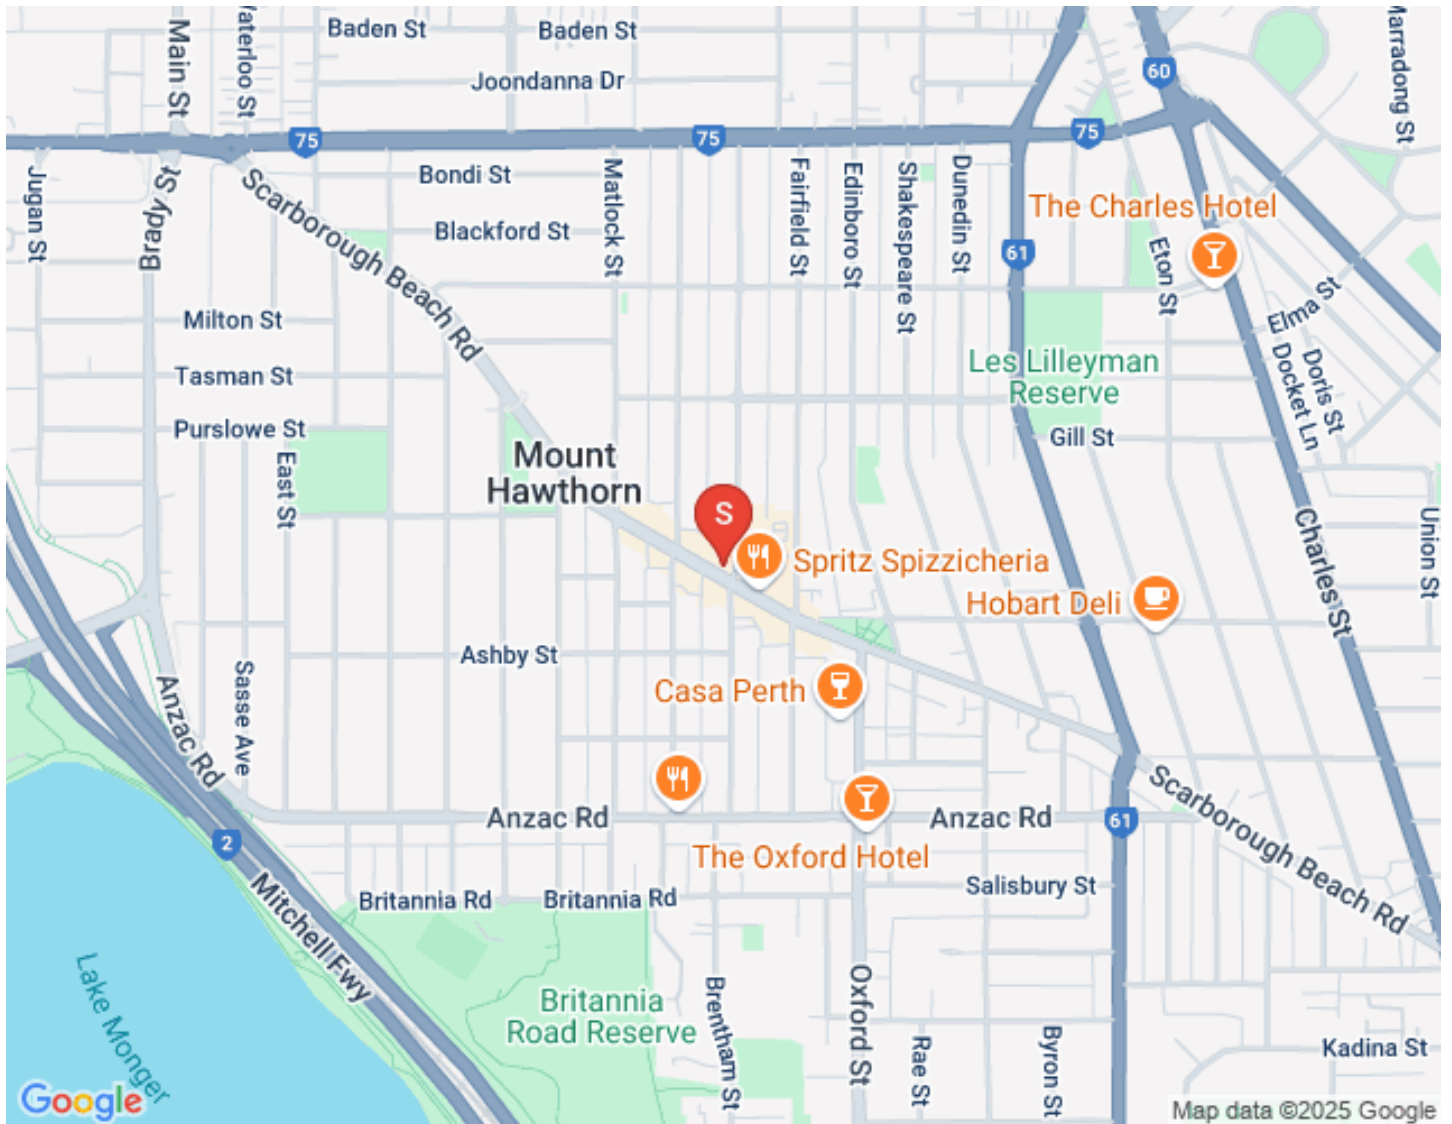 Baden St
Baden St
Main St
Waterloo St
Joondanna Dr
60
Marradong St
75
75
75
Bondi St
Matlock St
Fairfield St
Edinboro St
Shakespeare St
Dunedin St
Jugan St
Brady St
Scarborough Beach Rd
Blackford St
The Charles Hotel
61
Eton St
Milton St
Elma St
Tasman St
Les Lilleyman
Reserve
Doris St
Docket Ln
Purslowe St
Gill St
East St
Mount
Hawthorn
S
Charles St
Union St
Spritz Spizzicheria
Hobart Deli
Ashby St
Casa Perth
Sasse Ave
Anzac Rd
Scarborough Beach Rd
Anzac Rd
Anzac Rd
61
2
The Oxford Hotel
Salisbury St
Mitchell Fwy
Britannia Rd
Britannia Rd
Lake Monger
Britannia
Road Reserve
Brentham St
Oxford St
Rae St
Byron St
Kadina St
Google
Map data ©2025 Google